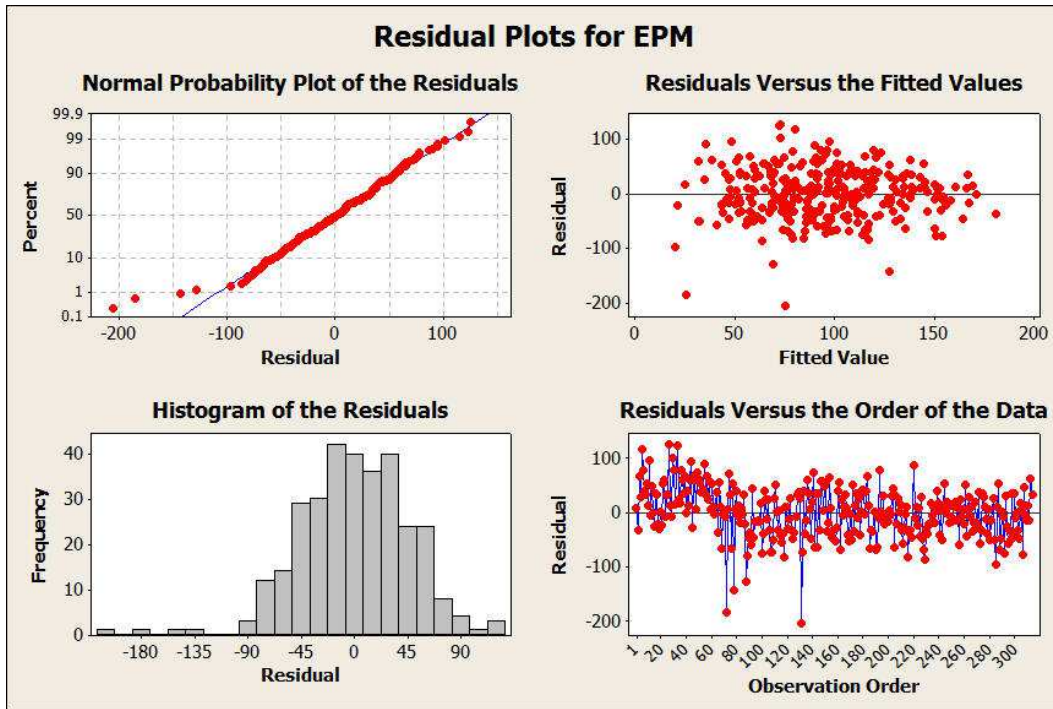 Residual Plots for EPM
Normal Probability Plot of the Residuals
99.9
99
90
50
10
1
0.1
Percent
-200 -100 0 100
Residual
Residuals Versus the Fitted Values
100
0
-100
-200
Residual
0 50 100 150 200
Fitted Value
Histogram of the Residuals
40
30
20
10
0
Frequency
-180 -135 -90 -45 0 45 90
Residual
Residuals Versus the Order of the Data
100
0
-100
-200
Residual
1 20 40 60 80 100 120 140 160 180 200 220 240 260 280 300
Observation Order